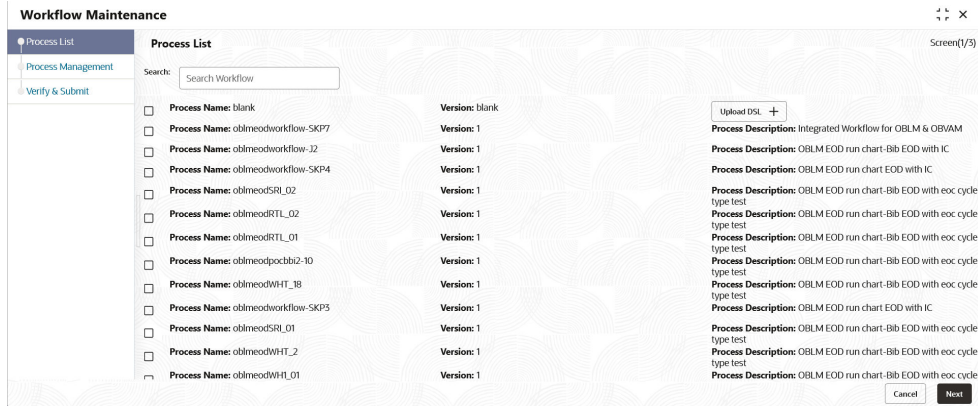 Workflow Maintenance
Process List
Process Management
Verify & Submit
Process List
Screen(1/3)
Search:
Search Workflow
Process Name: blank Version: blank Upload DSL +
Process Name: oblmeodworkflow-SKP7 Version: 1 Process Description: Integrated Workflow for OBLM & OBVAM
Process Name: oblmeodworkflow-J2 Version: 1 Process Description: OBLM EOD run chart-Bib EOD with IC
Process Name: oblmeodworkflow-SKP4 Version: 1 Process Description: OBLM EOD run chart EOD with IC
Process Name: oblmeodSRI_02 Version: 1 Process Description: OBLM EOD run chart-Bib EOD with eoc cycle
type test
Process Name: oblmeodRTL_02 Version: 1 Process Description: OBLM EOD run chart-Bib EOD with eoc cycle
type test
Process Name: oblmeodRTL_01 Version: 1 Process Description: OBLM EOD run chart-Bib EOD with eoc cycle
type test
Process Name: oblmeodpocbbi2-10 Version: 1 Process Description: OBLM EOD run chart-Bib EOD with eoc cycle
type test
Process Name: oblmeodWHT_18 Version: 1 Process Description: OBLM EOD run chart-Bib EOD with eoc cycle
type test
Process Name: oblmeodworkflow-SKP3 Version: 1 Process Description: OBLM EOD run chart EOD with IC
Process Name: oblmeodSRI_01 Version: 1 Process Description: OBLM EOD run chart-Bib EOD with eoc cycle
type test
Process Name: oblmeodWHT_2 Version: 1 Process Description: OBLM EOD run chart-Bib EOD with eoc cycle
type test
Process Name: oblmeodWH1_01 Version: 1 Process Description: OBLM EOD run chart-Bib EOD with eoc cycle
Cancel Next